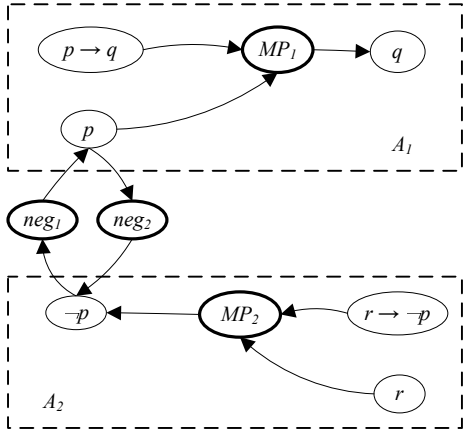 p → q
MP₁
q
p
A₁
neg₁
neg₂
¬p
MP₂
r → ¬p
r
A₂